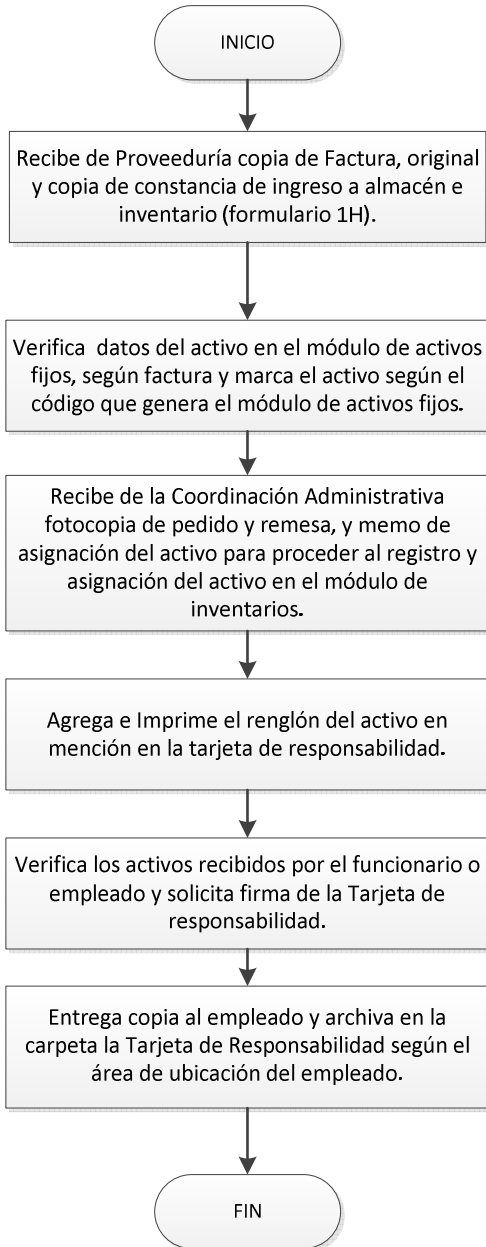 INICIO
Recibe de Proveeduría copia de Factura, original
y copia de constancia de ingreso a almacén e
inventario (formulario 1H).
Verifica datos del activo en el módulo de activos
fijos, según factura y marca el activo según el
código que genera el módulo de activos fijos.
Recibe de la Coordinación Administrativa
fotocopia de pedido y remesa, y memo de
asignación del activo para proceder al registro y
asignación del activo en el módulo de
inventarios.
Agrega e Imprime el renglón del activo en
mención en la tarjeta de responsabilidad.
Verifica los activos recibidos por el funcionario o
empleado y solicita firma de la Tarjeta de
responsabilidad.
Entrega copia al empleado y archiva en la
carpeta la Tarjeta de Responsabilidad según el
área de ubicación del empleado.
FIN